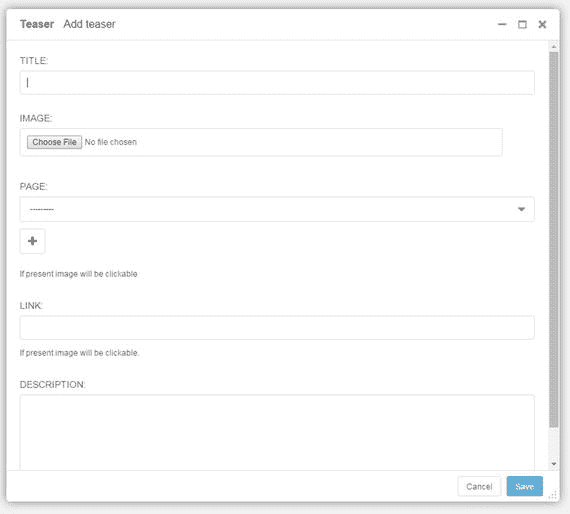 Teaser Add teaser
TITLE:
IMAGE:
Choose File No file chosen
PAGE:
---------
If present image will be clickable
LINK:
If present image will be clickable.
DESCRIPTION:
Cancel Save